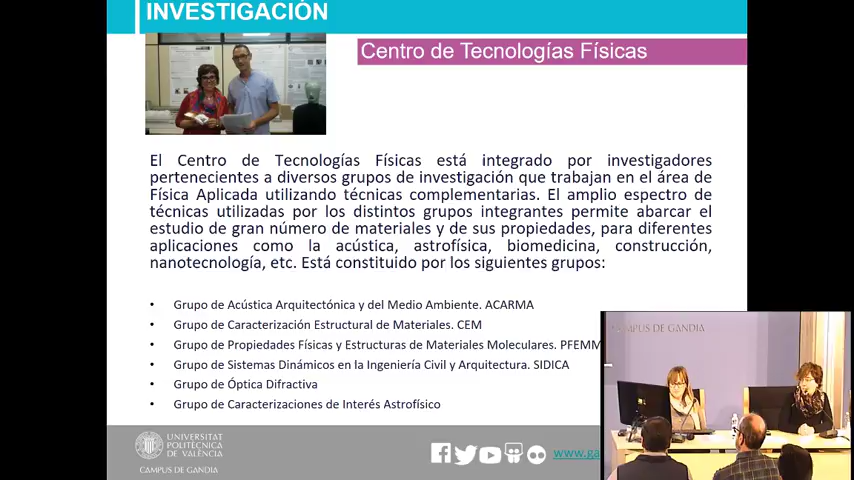 INVESTIGACIÓN
Centro de Tecnologías Físicas
El Centro de Tecnologías Físicas está integrado por investigadores
pertenecientes a diversos grupos de investigación que trabajan en el área de
Física Aplicada utilizando técnicas complementarias. El amplio espectro de
técnicas utilizadas por los distintos grupos integrantes permite abarcar el
estudio de gran número de materiales y de sus propiedades, para diferentes
aplicaciones como la acústica, astrofísica, biomedicina, construcción,
nanotecnología, etc. Está constituido por los siguientes grupos:
• Grupo de Acústica Arquitectónica y del Medio Ambiente. ACARMA
• Grupo de Caracterización Estructural de Materiales. CEM
• Grupo de Propiedades Físicas y Estructuras de Materiales Moleculares. PFEMM
• Grupo de Sistemas Dinámicos en la Ingeniería Civil y Arquitectura. SIDICA
• Grupo de Óptica Difractiva
• Grupo de Caracterizaciones de Interés Astrofísico
CAMPUS DE GANDIA
UNIVERSITAT
POLITÈCNICA
DE VALÈNCIA
CAMPUS DE GANDIA
www.ga